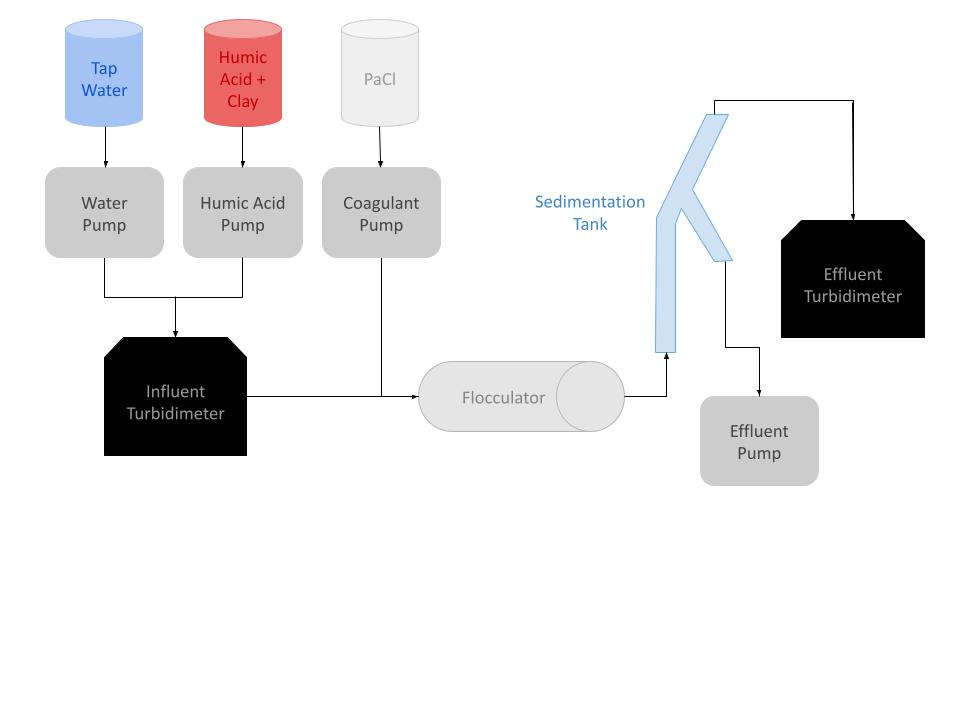 Tap
Water
Humic
Acid +
Clay
PaCl
Water
Pump
Humic Acid
Pump
Coagulant
Pump
Sedimentation
Tank
Effluent
Turbidimeter
Influent
Turbidimeter
Flocculator
Effluent
Pump